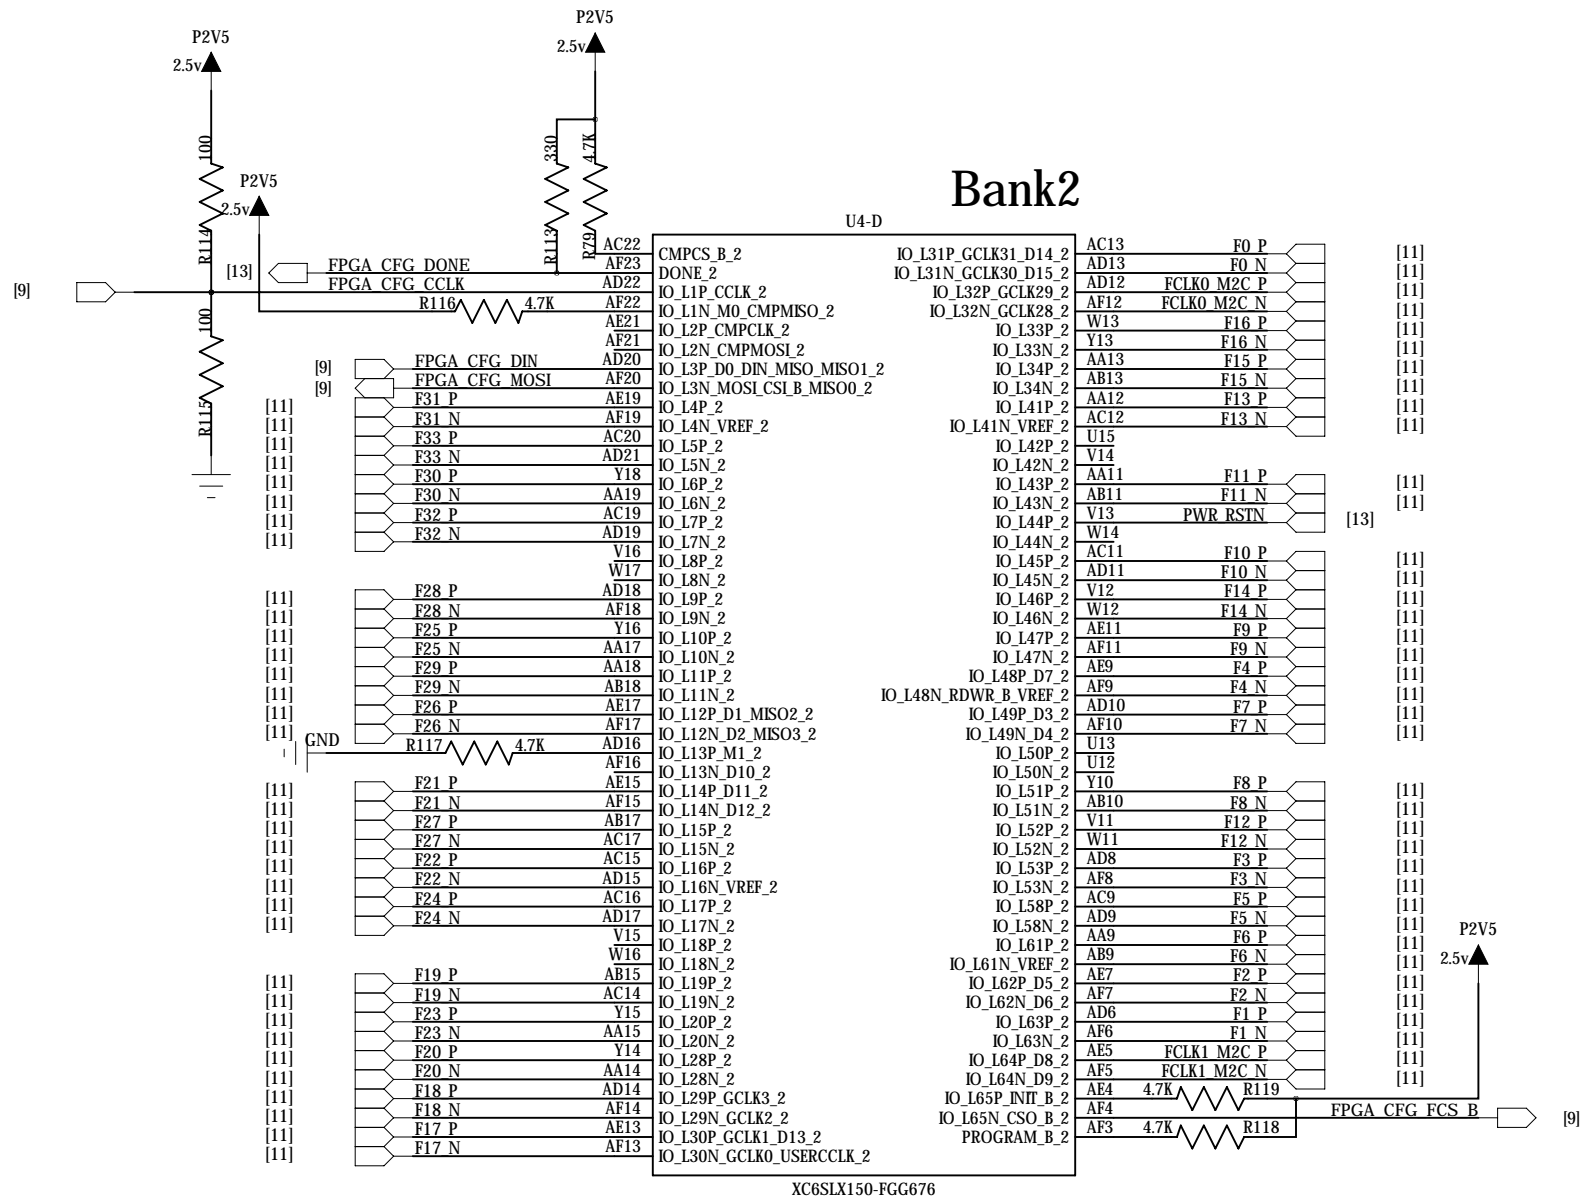 P2V5
2.5v
P2V5
2.5v
100
R114
P2V5
2.5v
330
R113
4.7K
R79
Bank2
U4-D
AC22 CMPCS_B_2
[13] FPGA_CFG_DONE AF23 DONE_2
[9] FPGA_CFG_CCLK AD22 IO_L1P_CCLK_2
R116 4.7K AF22 IO_L1N_M0_CMPMISO_2
100
R115
AE21 IO_L2P_CMPCLK_2
AF21 IO_L2N_CMPMOSI_2
[9] FPGA_CFG_DIN AD20 IO_L3P_D0_DIN_MISO_MISO1_2
[9] FPGA_CFG_MOSI AF20 IO_L3N_MOSI_CSI_B_MISO0_2
[11] F31_P AE19 IO_L4P_2
[11] F31_N AF19 IO_L4N_VREF_2
[11] F33_P AC20 IO_L5P_2
[11] F33_N AD21 IO_L5N_2
[11] F30_P Y18 IO_L6P_2
[11] F30_N AA19 IO_L6N_2
[11] F32_P AC19 IO_L7P_2
[11] F32_N AD19 IO_L7N_2
V16 IO_L8P_2
W17 IO_L8N_2
[11] F28_P AD18 IO_L9P_2
[11] F28_N AF18 IO_L9N_2
[11] F25_P Y16 IO_L10P_2
[11] F25_N AA17 IO_L10N_2
[11] F29_P AA18 IO_L11P_2
[11] F29_N AB18 IO_L11N_2
[11] F26_P AE17 IO_L12P_D1_MISO2_2
[11] F26_N AF17 IO_L12N_D2_MISO3_2
GND R117 4.7K AD16 IO_L13P_M1_2
AF16 IO_L13N_D10_2
[11] F21_P AE15 IO_L14P_D11_2
[11] F21_N AF15 IO_L14N_D12_2
[11] F27_P AB17 IO_L15P_2
[11] F27_N AC17 IO_L15N_2
[11] F22_P AC15 IO_L16P_2
[11] F22_N AD15 IO_L16N_VREF_2
[11] F24_P AC16 IO_L17P_2
[11] F24_N AD17 IO_L17N_2
V15 IO_L18P_2
W16 IO_L18N_2
[11] F19_P AB15 IO_L19P_2
[11] F19_N AC14 IO_L19N_2
[11] F23_P Y15 IO_L20P_2
[11] F23_N AA15 IO_L20N_2
[11] F20_P Y14 IO_L28P_2
[11] F20_N AA14 IO_L28N_2
[11] F18_P AD14 IO_L29P_GCLK3_2
[11] F18_N AF14 IO_L29N_GCLK2_2
[11] F17_P AE13 IO_L30P_GCLK1_D13_2
[11] F17_N AF13 IO_L30N_GCLK0_USERCCLK_2
IO_L31P_GCLK31_D14_2 AC13 F0_P [11]
IO_L31N_GCLK30_D15_2 AD13 F0_N [11]
IO_L32P_GCLK29_2 AD12 FCLK0_M2C_P [11]
IO_L32N_GCLK28_2 AF12 FCLK0_M2C_N [11]
IO_L33P_2 W13 F16_P [11]
IO_L33N_2 Y13 F16_N [11]
IO_L34P_2 AA13 F15_P [11]
IO_L34N_2 AB13 F15_N [11]
IO_L41P_2 AA12 F13_P [11]
IO_L41N_VREF_2 AC12 F13_N [11]
IO_L42P_2 U15
IO_L42N_2 V14
IO_L43P_2 AA11 F11_P [11]
IO_L43N_2 AB11 F11_N [11]
IO_L44P_2 V13 PWR_RSTN [13]
IO_L44N_2 W14
IO_L45P_2 AC11 F10_P [11]
IO_L45N_2 AD11 F10_N [11]
IO_L46P_2 V12 F14_P [11]
IO_L46N_2 W12 F14_N [11]
IO_L47P_2 AE11 F9_P [11]
IO_L47N_2 AF11 F9_N [11]
IO_L48P_D7_2 AE9 F4_P [11]
IO_L48N_RDWR_B_VREF_2 AF9 F4_N [11]
IO_L49P_D3_2 AD10 F7_P [11]
IO_L49N_D4_2 AF10 F7_N [11]
IO_L50P_2 U13
IO_L50N_2 U12
IO_L51P_2 Y10 F8_P [11]
IO_L51N_2 AB10 F8_N [11]
IO_L52P_2 V11 F12_P [11]
IO_L52N_2 W11 F12_N [11]
IO_L53P_2 AD8 F3_P [11]
IO_L53N_2 AF8 F3_N [11]
IO_L58P_2 AC9 F5_P [11]
IO_L58N_2 AD9 F5_N [11]
IO_L61P_2 AA9 F6_P [11]
IO_L61N_VREF_2 AB9 F6_N [11]
IO_L62P_D5_2 AE7 F2_P [11]
IO_L62N_D6_2 AF7 F2_N [11]
IO_L63P_2 AD6 F1_P [11]
IO_L63N_2 AF6 F1_N [11]
IO_L64P_D8_2 AE5 FCLK1_M2C_P [11]
IO_L64N_D9_2 AF5 FCLK1_M2C_N [11]
P2V5
2.5v
IO_L65P_INIT_B_2 AE4 4.7K R119
IO_L65N_CSO_B_2 AF4 FPGA_CFG_FCS_B [9]
PROGRAM_B_2 AF3 4.7K R118
XC6SLX150-FGG676